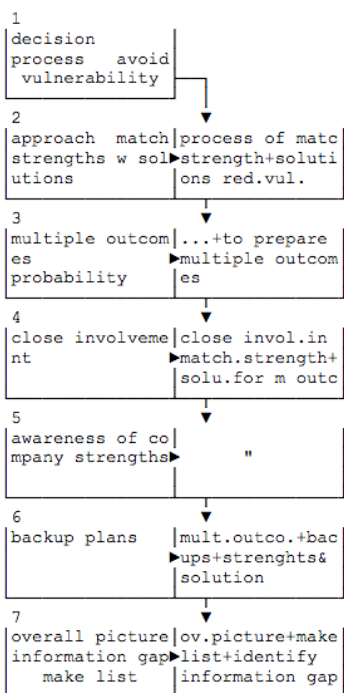 1
decision
process avoid
vulnerability
2
approach match process of matc
strengths w sol strength+soluti
utions ons red.vul.
3
multiple outcom ...+to prepare
es multiple outcom
probability es
4
close involveme close invol.in
nt match.strength+
solu.for m outc
5
awareness of co
mpany strengths "
6
backup plans mult.outco.+bac
ups+strenghts&
solution
7
overall picture ov.picture+make
information gap list+identify
make list information gap